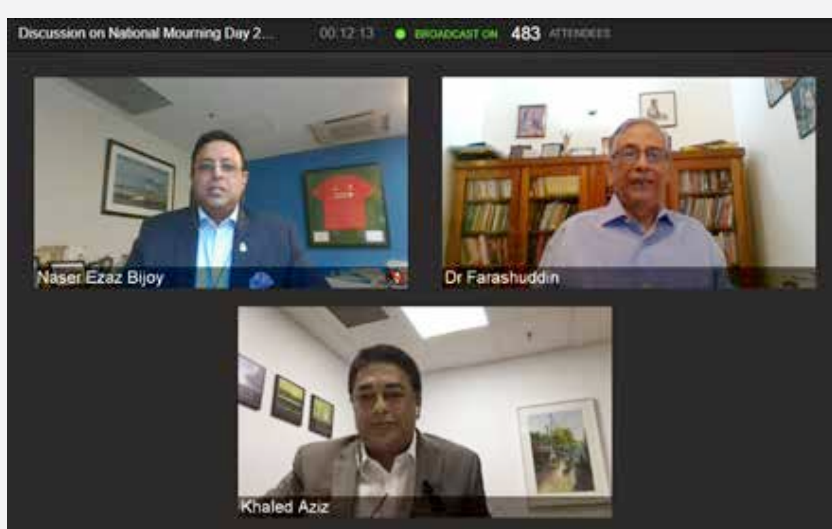 Discussion on National Mourning Day 2...
00:12:13
BROADCAST ON
483 ATTENDEES
Naser Ezaz Bijoy
Dr Farashuddin
Khaled Aziz